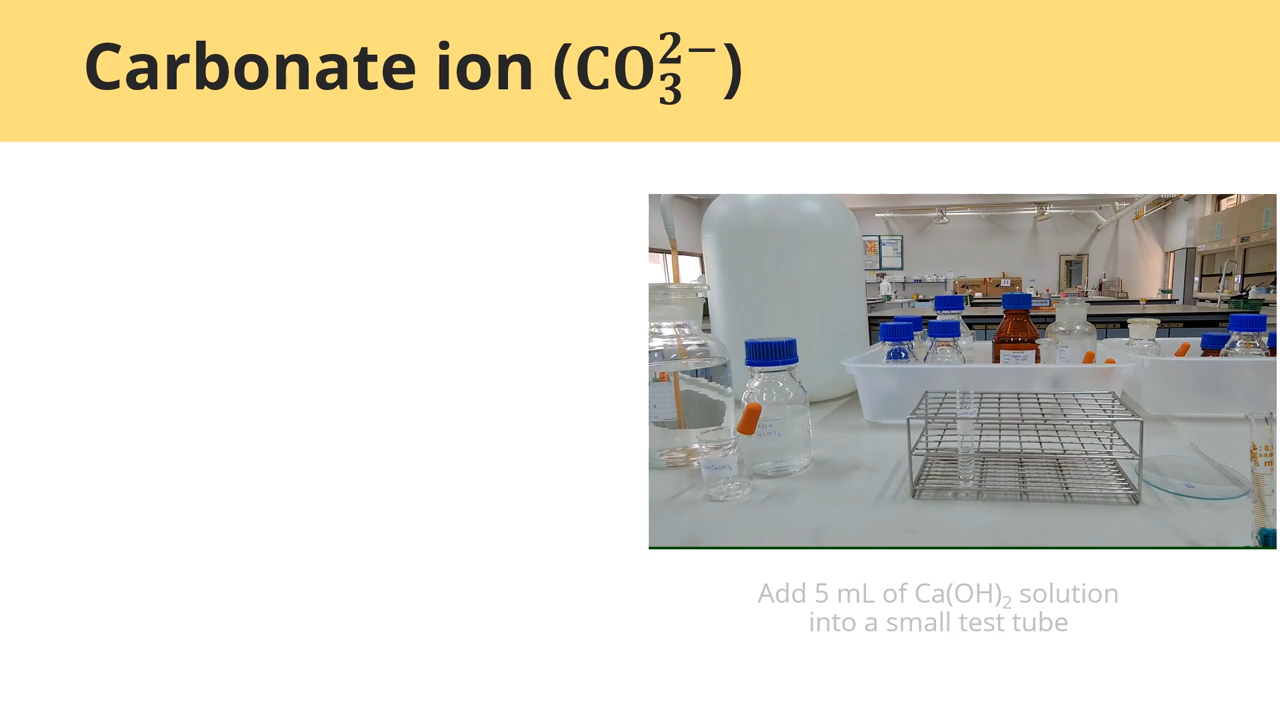 Carbonate ion (CO₃²⁻)
Add 5 mL of Ca(OH)₂ solution
into a small test tube